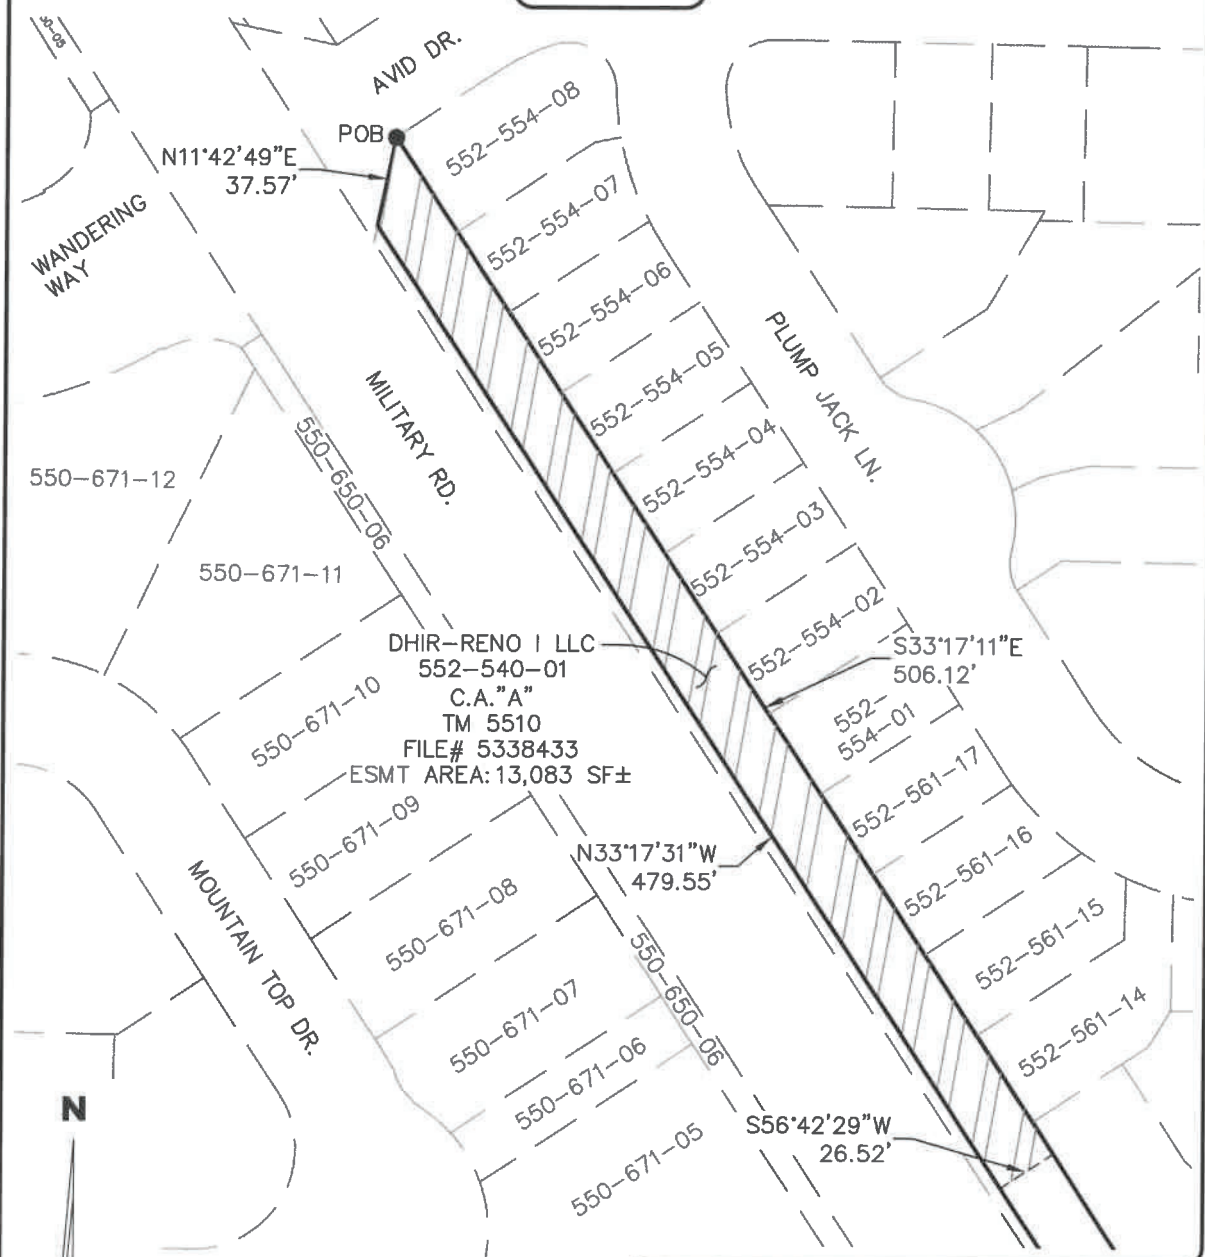 50-05
AVID DR.
POB
552-554-08
N11°42'49"E
37.57'
552-554-07
WANDERING
WAY
552-554-06
PLUMP JACK LN.
552-554-05
MILITARY RD.
552-554-04
550-671-12
550-650-06
552-554-03
550-671-11
552-554-02
DHIR-RENO I LLC
552-540-01
C.A."A"
TM 5510
FILE# 5338433
ESMT AREA: 13,083 SF±
S33°17'11"E
506.12'
550-671-10
552-
554-01
552-561-17
550-671-09
N33°17'31"W
479.55'
552-561-16
MOUNTAIN TOP DR.
550-671-08
552-561-15
550-650-06
550-671-07
552-561-14
550-671-06
N
S56°42'29"W
26.52'
550-671-05